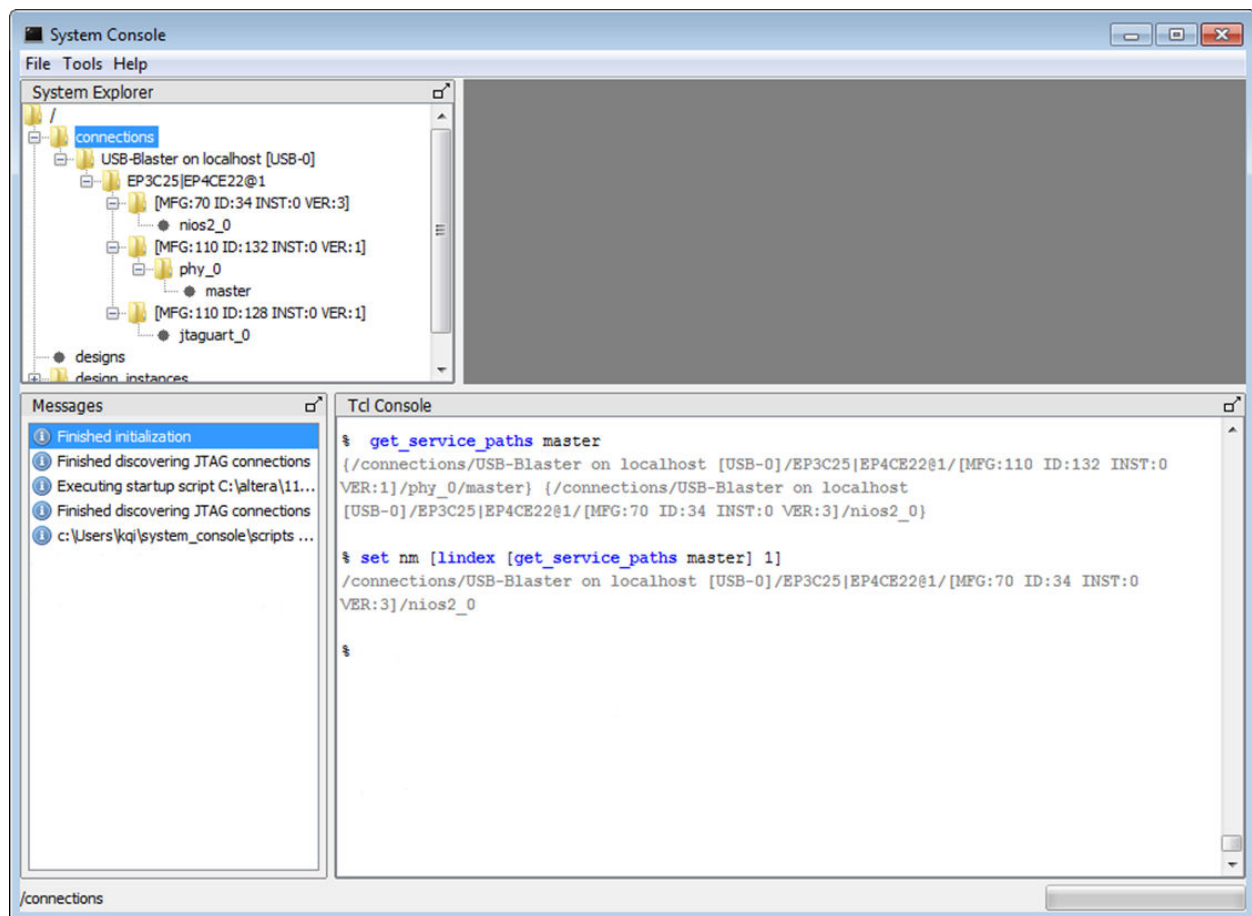 System Console
File Tools Help
System Explorer
/
connections
USB-Blaster on localhost [USB-0]
EP3C25|EP4CE22@1
[MFG:70 ID:34 INST:0 VER:3]
nios2_0
[MFG:110 ID:132 INST:0 VER:1]
phy_0
master
[MFG:110 ID:128 INST:0 VER:1]
jtaguart_0
designs
design_instances
Messages
Finished initialization
Finished discovering JTAG connections
Executing startup script C:\altera\11...
Finished discovering JTAG connections
c:\Users\kqi\system_console\scripts ...
Tcl Console
% get_service_paths master
{/connections/USB-Blaster on localhost [USB-0]/EP3C25|EP4CE22@1/[MFG:110 ID:132 INST:0
VER:1]/phy_0/master} {/connections/USB-Blaster on localhost
[USB-0]/EP3C25|EP4CE22@1/[MFG:70 ID:34 INST:0 VER:3]/nios2_0}
% set nm [lindex [get_service_paths master] 1]
/connections/USB-Blaster on localhost [USB-0]/EP3C25|EP4CE22@1/[MFG:70 ID:34 INST:0
VER:3]/nios2_0
%
/connections